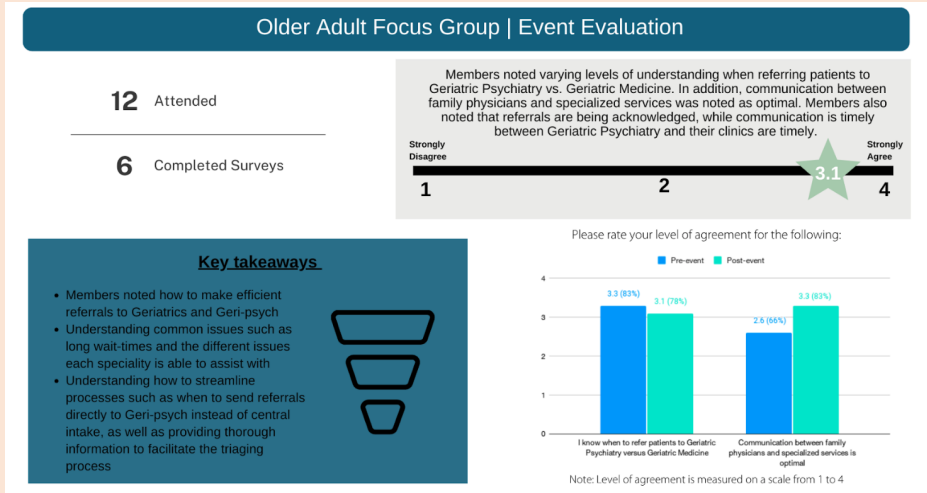 Older Adult Focus Group | Event Evaluation
12 Attended
6 Completed Surveys
Members noted varying levels of understanding when referring patients to
Geriatric Psychiatry vs. Geriatric Medicine. In addition, communication between
family physicians and specialized services was noted as optimal. Members also
noted that referrals are being acknowledged, while communication is timely
between Geriatric Psychiatry and their clinics are timely.
Strongly
Disagree
Strongly
Agree
1
2
3.1
4
Key takeaways
• Members noted how to make efficient
referrals to Geriatrics and Geri-psych
• Understanding common issues such as
long wait-times and the different issues
each speciality is able to assist with
• Understanding how to streamline
processes such as when to send referrals
directly to Geri-psych instead of central
intake, as well as providing thorough
information to facilitate the triaging
process
Please rate your level of agreement for the following:
Pre-event Post-event
4
3
2
1
0
3.3 (83%)
3.1 (78%)
2.6 (66%)
3.3 (83%)
I know when to refer patients to Geriatric
Psychiatry versus Geriatric Medicine
Communication between family
physicians and specialized services is
optimal
Note: Level of agreement is measured on a scale from 1 to 4